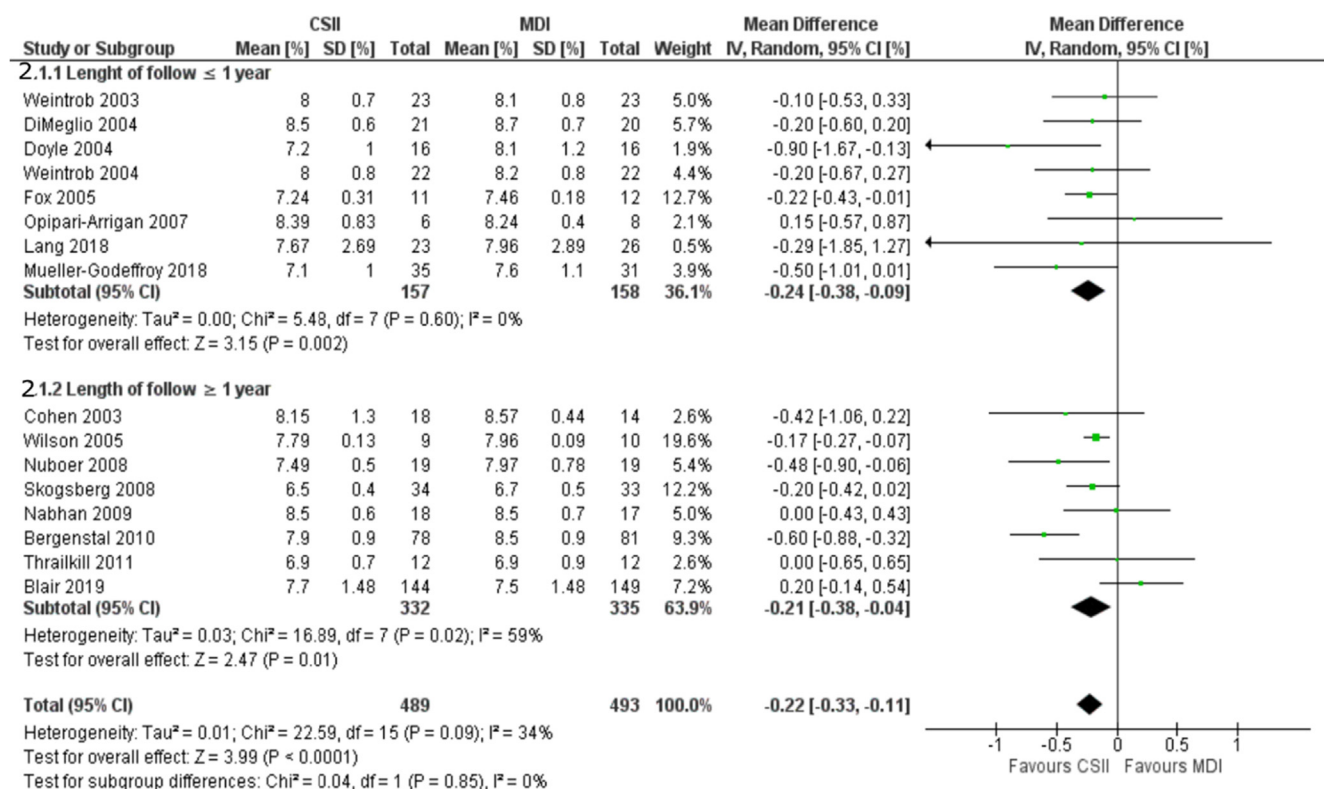 CSII MDI Mean Difference Mean Difference
Study or Subgroup Mean [%] SD [%] Total Mean [%] SD [%] Total Weight IV, Random, 95% CI [%] IV, Random, 95% CI [%]
2.1.1 Lenght of follow ≤ 1 year
Weintrob 2003 8 0.7 23 8.1 0.8 23 5.0% -0.10 [-0.53, 0.33]
DiMeglio 2004 8.5 0.6 21 8.7 0.7 20 5.7% -0.20 [-0.60, 0.20]
Doyle 2004 7.2 1 16 8.1 1.2 16 1.9% -0.90 [-1.67, -0.13]
Weintrob 2004 8 0.8 22 8.2 0.8 22 4.4% -0.20 [-0.67, 0.27]
Fox 2005 7.24 0.31 11 7.46 0.18 12 12.7% -0.22 [-0.43, -0.01]
Opipari-Arrigan 2007 8.39 0.83 6 8.24 0.4 8 2.1% 0.15 [-0.57, 0.87]
Lang 2018 7.67 2.69 23 7.96 2.89 26 0.5% -0.29 [-1.85, 1.27]
Mueller-Godeffroy 2018 7.1 1 35 7.6 1.1 31 3.9% -0.50 [-1.01, 0.01]
Subtotal (95% CI) 157 158 36.1% -0.24 [-0.38, -0.09]
Heterogeneity: Tau² = 0.00; Chi² = 5.48, df = 7 (P = 0.60); I² = 0%
Test for overall effect: Z = 3.15 (P = 0.002)
2.1.2 Length of follow ≥ 1 year
Cohen 2003 8.15 1.3 18 8.57 0.44 14 2.6% -0.42 [-1.06, 0.22]
Wilson 2005 7.79 0.13 9 7.96 0.09 10 19.6% -0.17 [-0.27, -0.07]
Nuboer 2008 7.49 0.5 19 7.97 0.78 19 5.4% -0.48 [-0.90, -0.06]
Skogsberg 2008 6.5 0.4 34 6.7 0.5 33 12.2% -0.20 [-0.42, 0.02]
Nabhan 2009 8.5 0.6 18 8.5 0.7 17 5.0% 0.00 [-0.43, 0.43]
Bergenstal 2010 7.9 0.9 78 8.5 0.9 81 9.3% -0.60 [-0.88, -0.32]
Thrailkill 2011 6.9 0.7 12 6.9 0.9 12 2.6% 0.00 [-0.65, 0.65]
Blair 2019 7.7 1.48 144 7.5 1.48 149 7.2% 0.20 [-0.14, 0.54]
Subtotal (95% CI) 332 335 63.9% -0.21 [-0.38, -0.04]
Heterogeneity: Tau² = 0.03; Chi² = 16.89, df = 7 (P = 0.02); I² = 59%
Test for overall effect: Z = 2.47 (P = 0.01)
Total (95% CI) 489 493 100.0% -0.22 [-0.33, -0.11]
Heterogeneity: Tau² = 0.01; Chi² = 22.59, df = 15 (P = 0.09); I² = 34%
Test for overall effect: Z = 3.99 (P < 0.0001)
Test for subgroup differences: Chi² = 0.04, df = 1 (P = 0.85), I² = 0%
-1 -0.5 0 0.5 1
Favours CSII Favours MDI